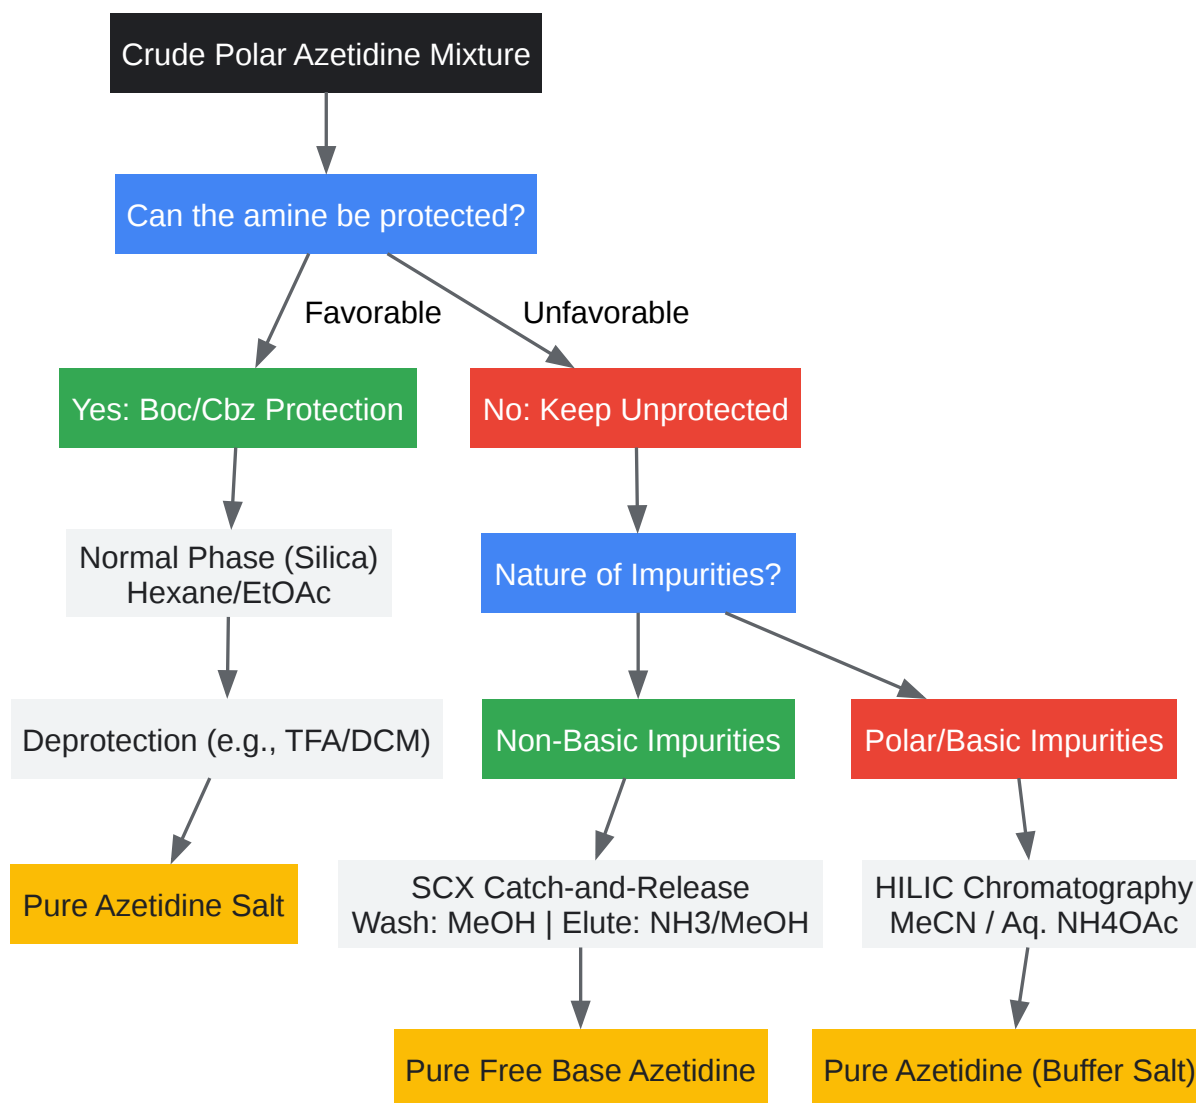 Crude Polar Azetidine Mixture
Can the amine be protected?
Favorable
Unfavorable
Yes: Boc/Cbz Protection
No: Keep Unprotected
Normal Phase (Silica)
Hexane/EtOAc
Nature of Impurities?
Deprotection (e.g., TFA/DCM)
Non-Basic Impurities
Polar/Basic Impurities
Pure Azetidine Salt
SCX Catch-and-Release
Wash: MeOH | Elute: NH3/MeOH
HILIC Chromatography
MeCN / Aq. NH4OAc
Pure Free Base Azetidine
Pure Azetidine (Buffer Salt)